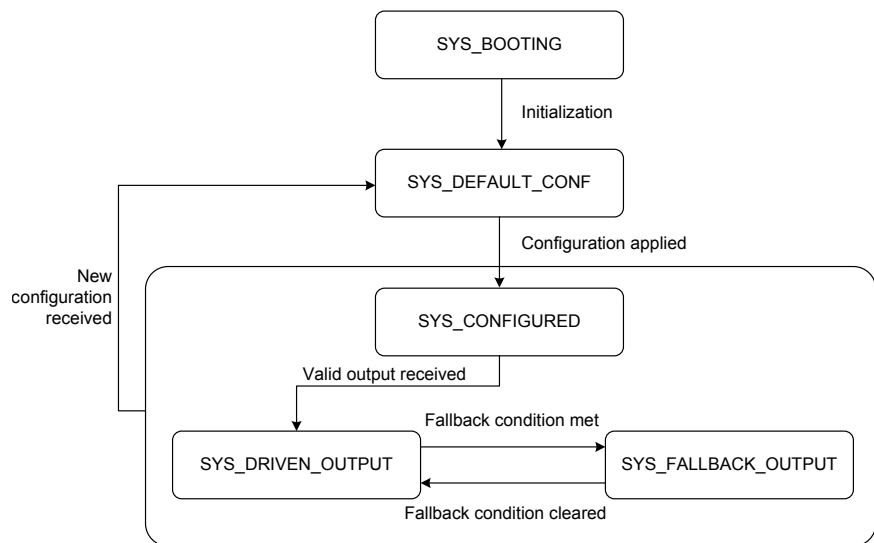 SYS_BOOTING
Initialization
SYS_DEFAULT_CONF
Configuration applied
New
configuration
received
SYS_CONFIGURED
Valid output received
Fallback condition met
SYS_DRIVEN_OUTPUT
SYS_FALLBACK_OUTPUT
Fallback condition cleared